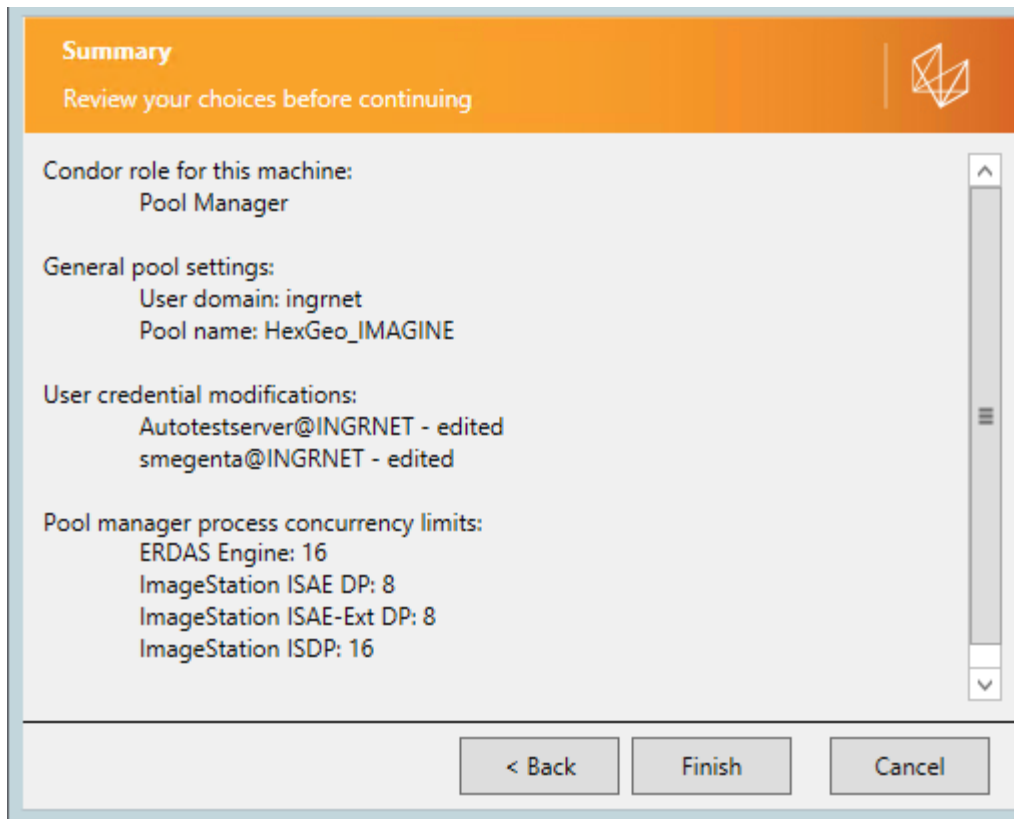 Summary
Review your choices before continuing
Condor role for this machine:
Pool Manager
General pool settings:
User domain: ingrnet
Pool name: HexGeo_IMAGINE
User credential modifications:
Autotestserver@INGRNET - edited
smegenta@INGRNET - edited
Pool manager process concurrency limits:
ERDAS Engine: 16
ImageStation ISAE DP: 8
ImageStation ISAE-Ext DP: 8
ImageStation ISDP: 16
< Back Finish Cancel